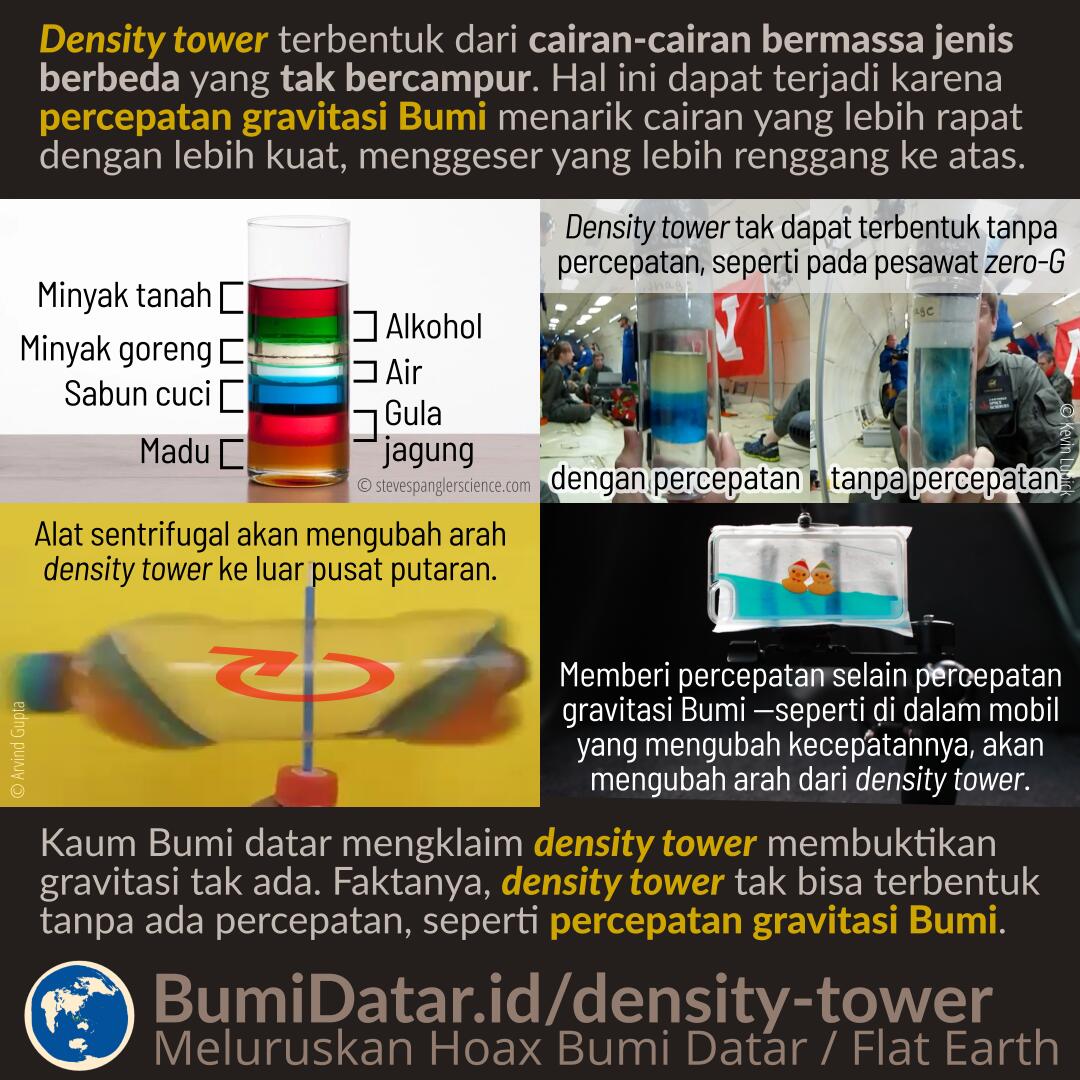 Density tower terbentuk dari cairan-cairan bermassa jenis
berbeda yang tak bercampur. Hal ini dapat terjadi karena
percepatan gravitasi Bumi menarik cairan yang lebih rapat
dengan lebih kuat, menggeser yang lebih renggang ke atas.
Minyak tanah
Alkohol
Minyak goreng
Air
Sabun cuci
Gula
jagung
Madu
© stevespanglerscience.com
Density tower tak dapat terbentuk tanpa
percepatan, seperti pada pesawat zero-G
dengan percepatan
tanpa percepatan
© Kevin
Alat sentrifugal akan mengubah arah
density tower ke luar pusat putaran.
© Arvind Gupta
Memberi percepatan selain percepatan
gravitasi Bumi —seperti di dalam mobil
yang mengubah kecepatannya, akan
mengubah arah dari density tower.
Kaum Bumi datar mengklaim density tower membuktikan
gravitasi tak ada. Faktanya, density tower tak bisa terbentuk
tanpa ada percepatan, seperti percepatan gravitasi Bumi.
BumiDatar.id/density-tower
Meluruskan Hoax Bumi Datar / Flat Earth